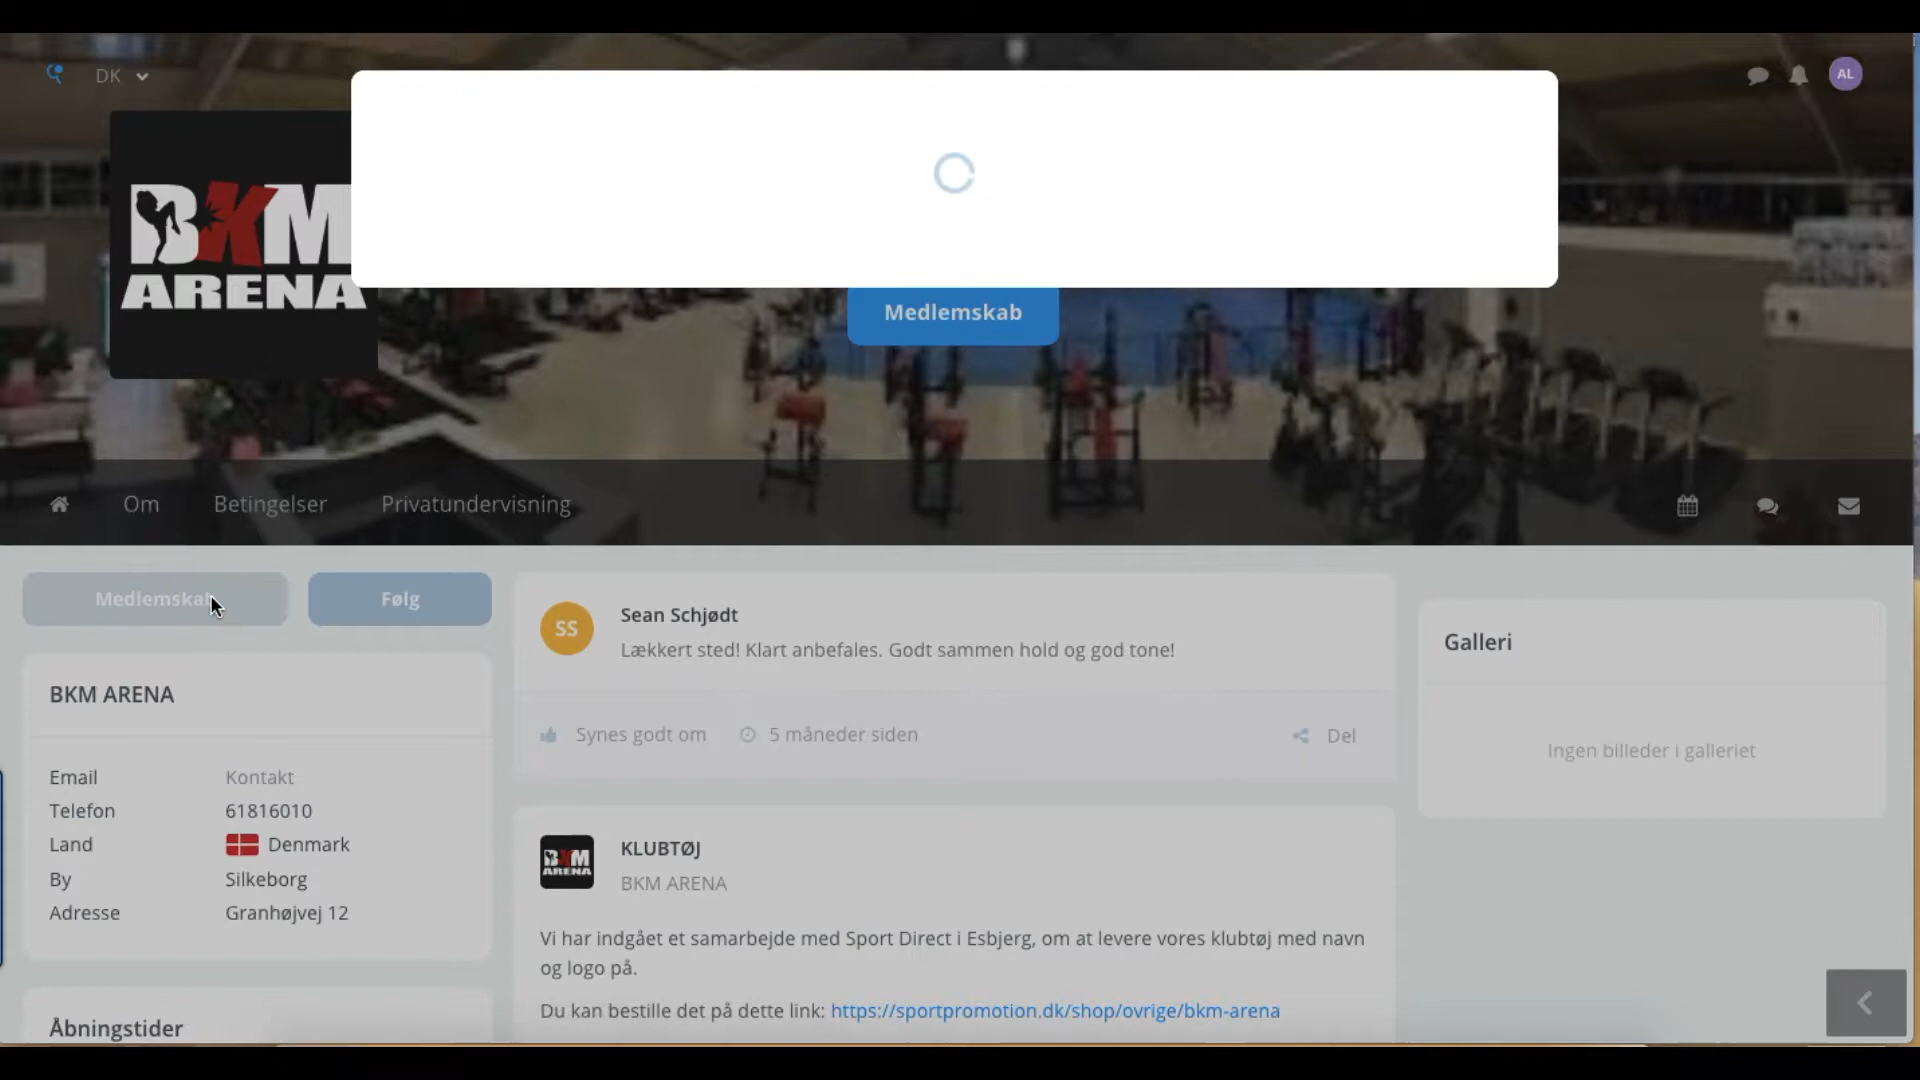 DK
AL
BKM
ARENA
Medlemskab
Om
Betingelser
Privatundervisning
Medlemskab
Følg
SS
Sean Schjødt
Lækkert sted! Klart anbefales. Godt sammen hold og god tone!
Synes godt om
5 måneder siden
Del
Galleri
Ingen billeder i galleriet
BKM ARENA
Email
Kontakt
Telefon
61816010
Land
Denmark
By
Silkeborg
Adresse
Granhøjvej 12
Åbningstider
BKM
ARENA
KLUBTØJ
BKM ARENA
Vi har indgået et samarbejde med Sport Direct i Esbjerg, om at levere vores klubtøj med navn
og logo på.
Du kan bestille det på dette link: https://sportpromotion.dk/shop/ovrige/bkm-arena